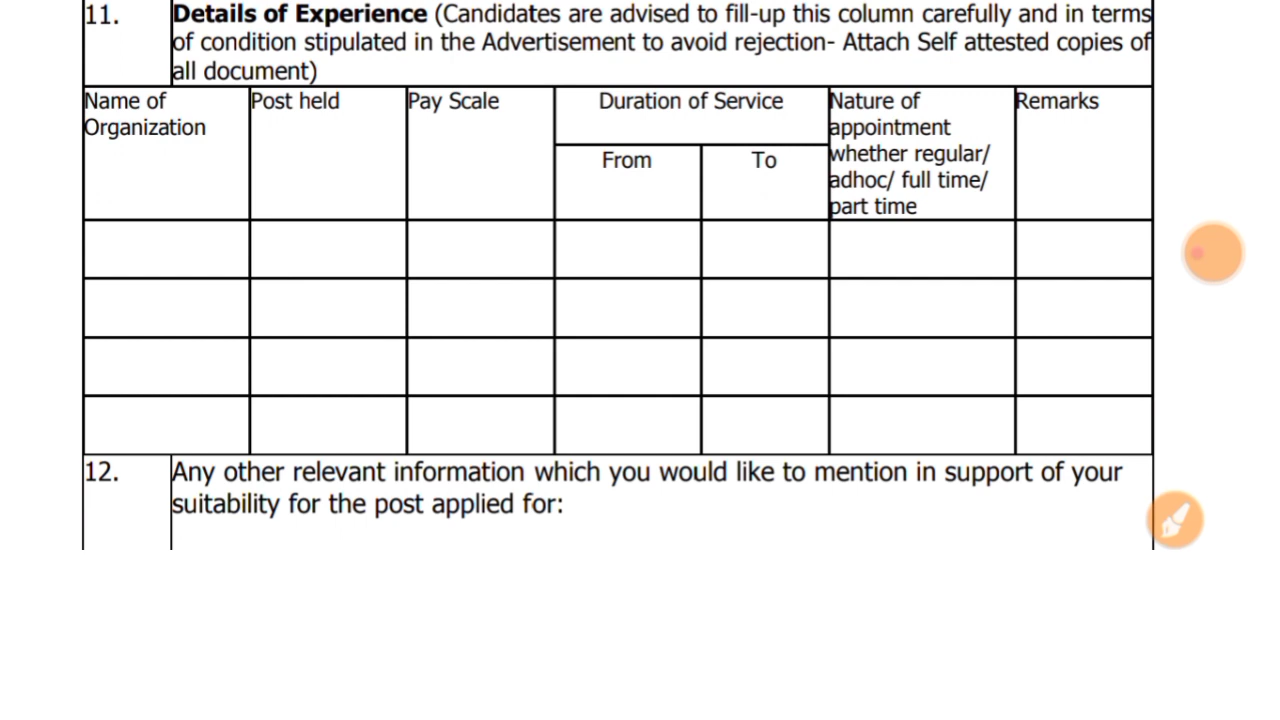 11.
Details of Experience (Candidates are advised to fill-up this column carefully and in terms
of condition stipulated in the Advertisement to avoid rejection- Attach Self attested copies of
all document)
Name of
Organization
Post held
Pay Scale
Duration of Service
From
To
Nature of
appointment
whether regular/
adhoc/ full time/
part time
Remarks
12.
Any other relevant information which you would like to mention in support of your
suitability for the post applied for: